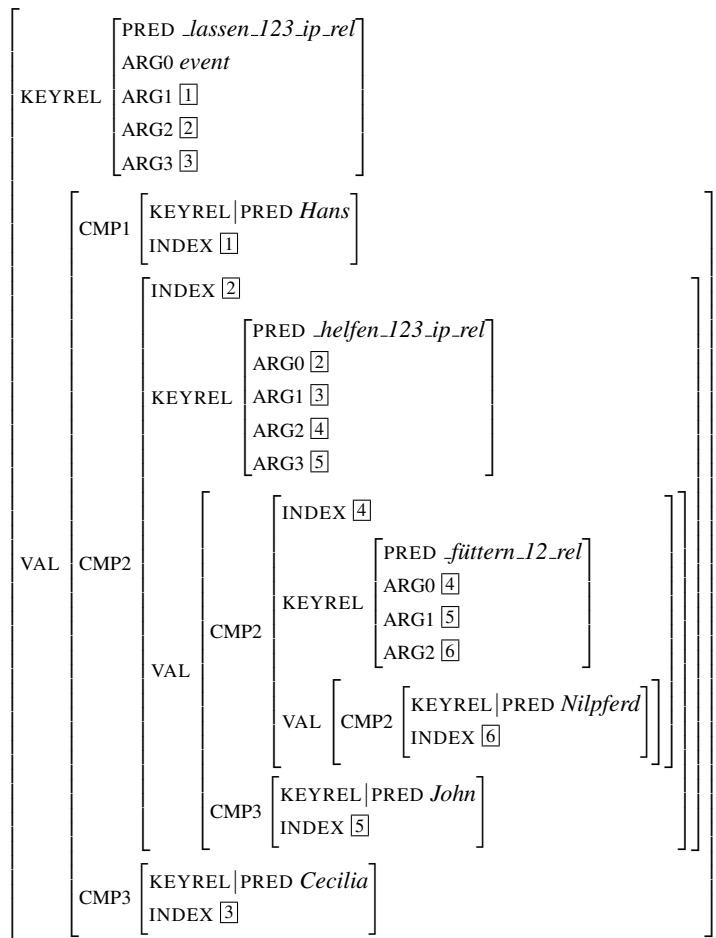 PRED _lassen_123_ip_rel
ARG0 event
KEYREL ARG1 1
ARG2 2
ARG3 3
CMP1 KEYREL|PRED Hans
INDEX 1
INDEX 2
PRED _helfen_123_ip_rel
ARG0 2
KEYREL ARG1 3
ARG2 4
ARG3 5
INDEX 4
VAL CMP2 PRED _füttern_12_rel
KEYREL ARG0 4
ARG1 5
CMP2 ARG2 6
VAL
VAL CMP2 KEYREL|PRED Nilpferd
INDEX 6
CMP3 KEYREL|PRED John
INDEX 5
CMP3 KEYREL|PRED Cecilia
INDEX 3